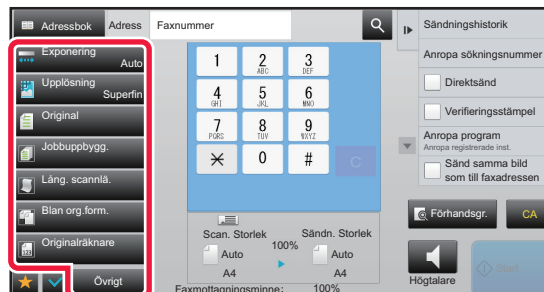 Adressbok
Adress
Faxnummer
Sändningshistorik
Exponering
Auto
Upplösning
Superfin
Original
Jobbuppbygg.
Lång. scannlä.
Blan org.form.
Originalräknare
Övrigt
1
2 ABC
3 DEF
4 GHI
5 JKL
6 MNO
7 PQRS
8 TUV
9 WXYZ
0
#
C
Scan. Storlek
100%
Sändn. Storlek
Auto
Auto
A4
A4
Faxmottagningsminne: 100%
Anropa sökningsnummer
Direktsänd
Verifieringsstämpel
Anropa program
Anropa registrerade inst.
Sänd samma bild
som till faxadressen
Förhandsgr.
CA
Högtalare
Start